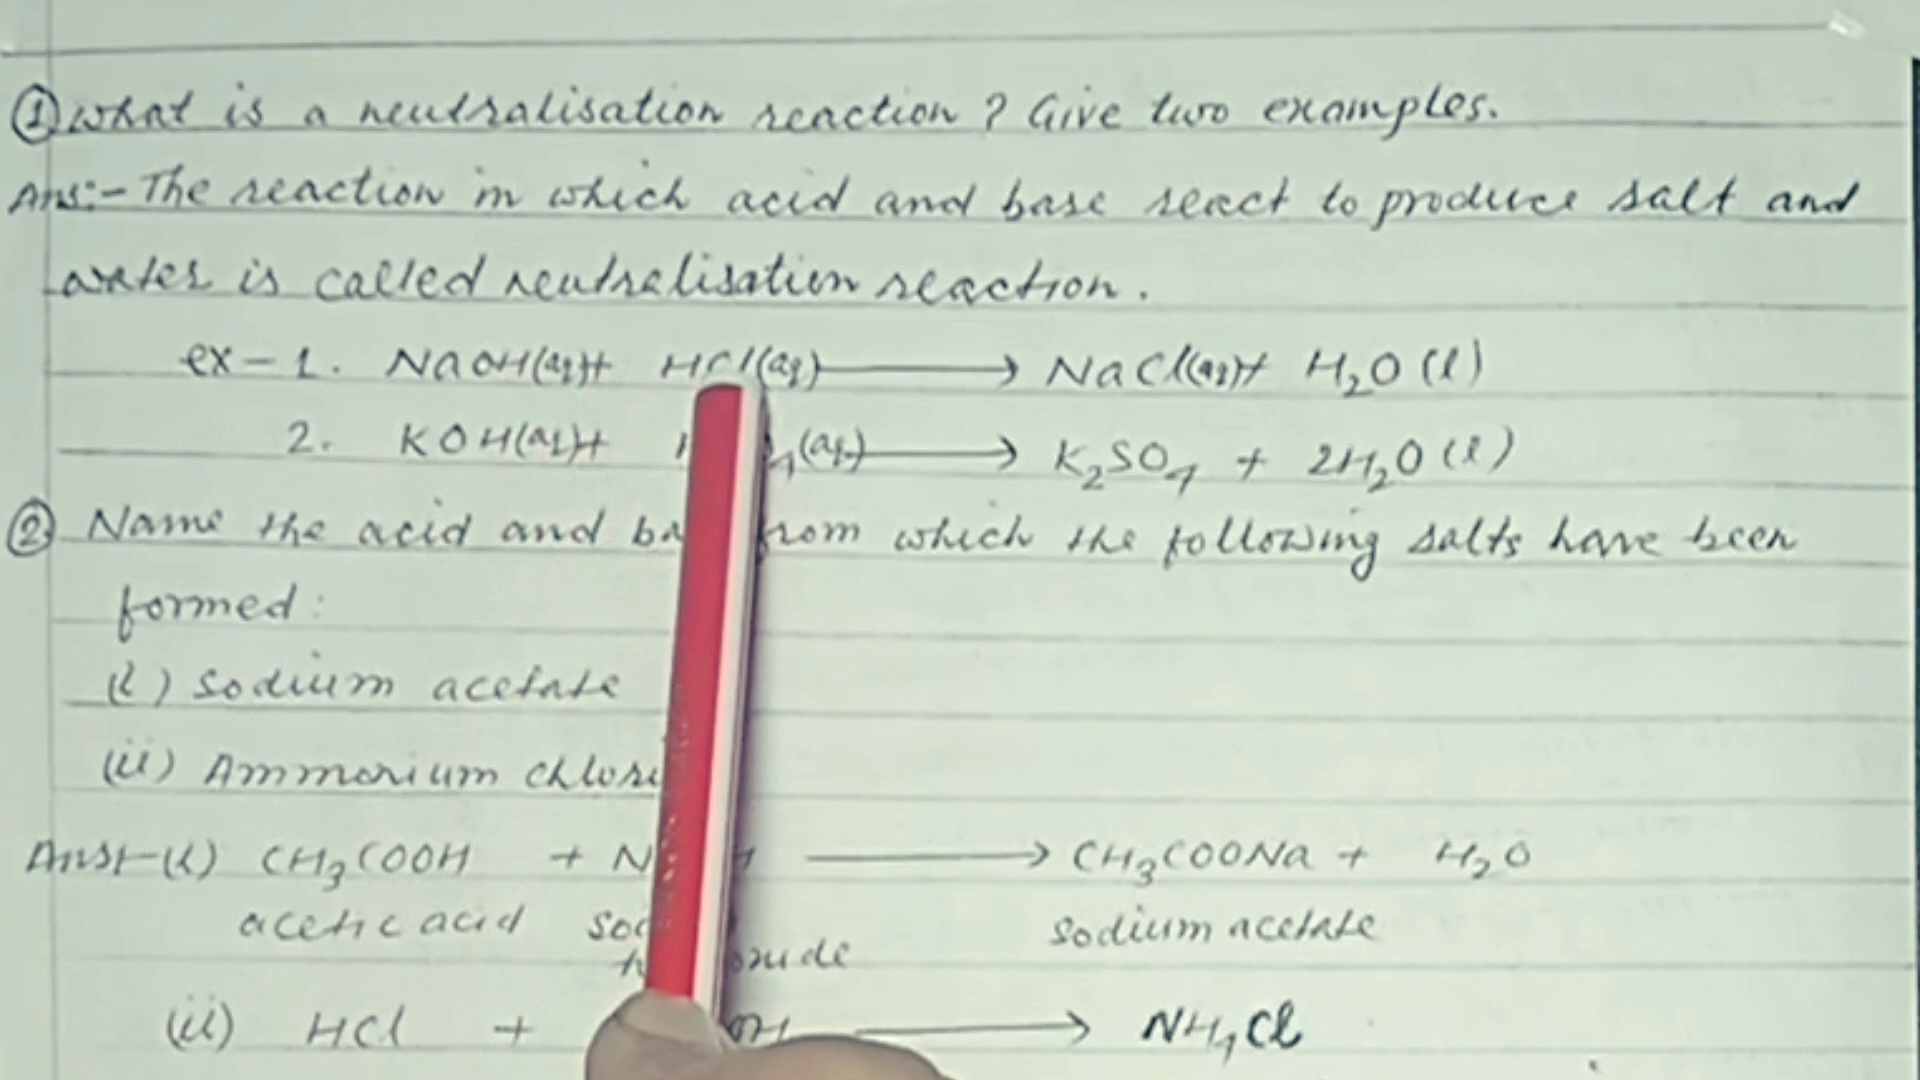 ① What is a neutralisation reaction? Give two examples.
Ans:- The reaction in which acid and base react to produce salt and
water is called neutralisation reaction.
ex-1. NaOH(aq)+ HCl(aq) ⟶ NaCl(aq)+ H₂O (l)
2. KOH(aq)+ (aq.) ⟶ K₂SO₄ + 2H₂O (l)
② Name the acid and from which the following salts have been
formed:
(i) Sodium acetate
(ii) Ammonium
Ans:-(i) CH₃COOH + ⟶ CH₃COONa + H₂O
acetic acid sodium acetate
(ii) HCl + ⟶ NH₄Cl